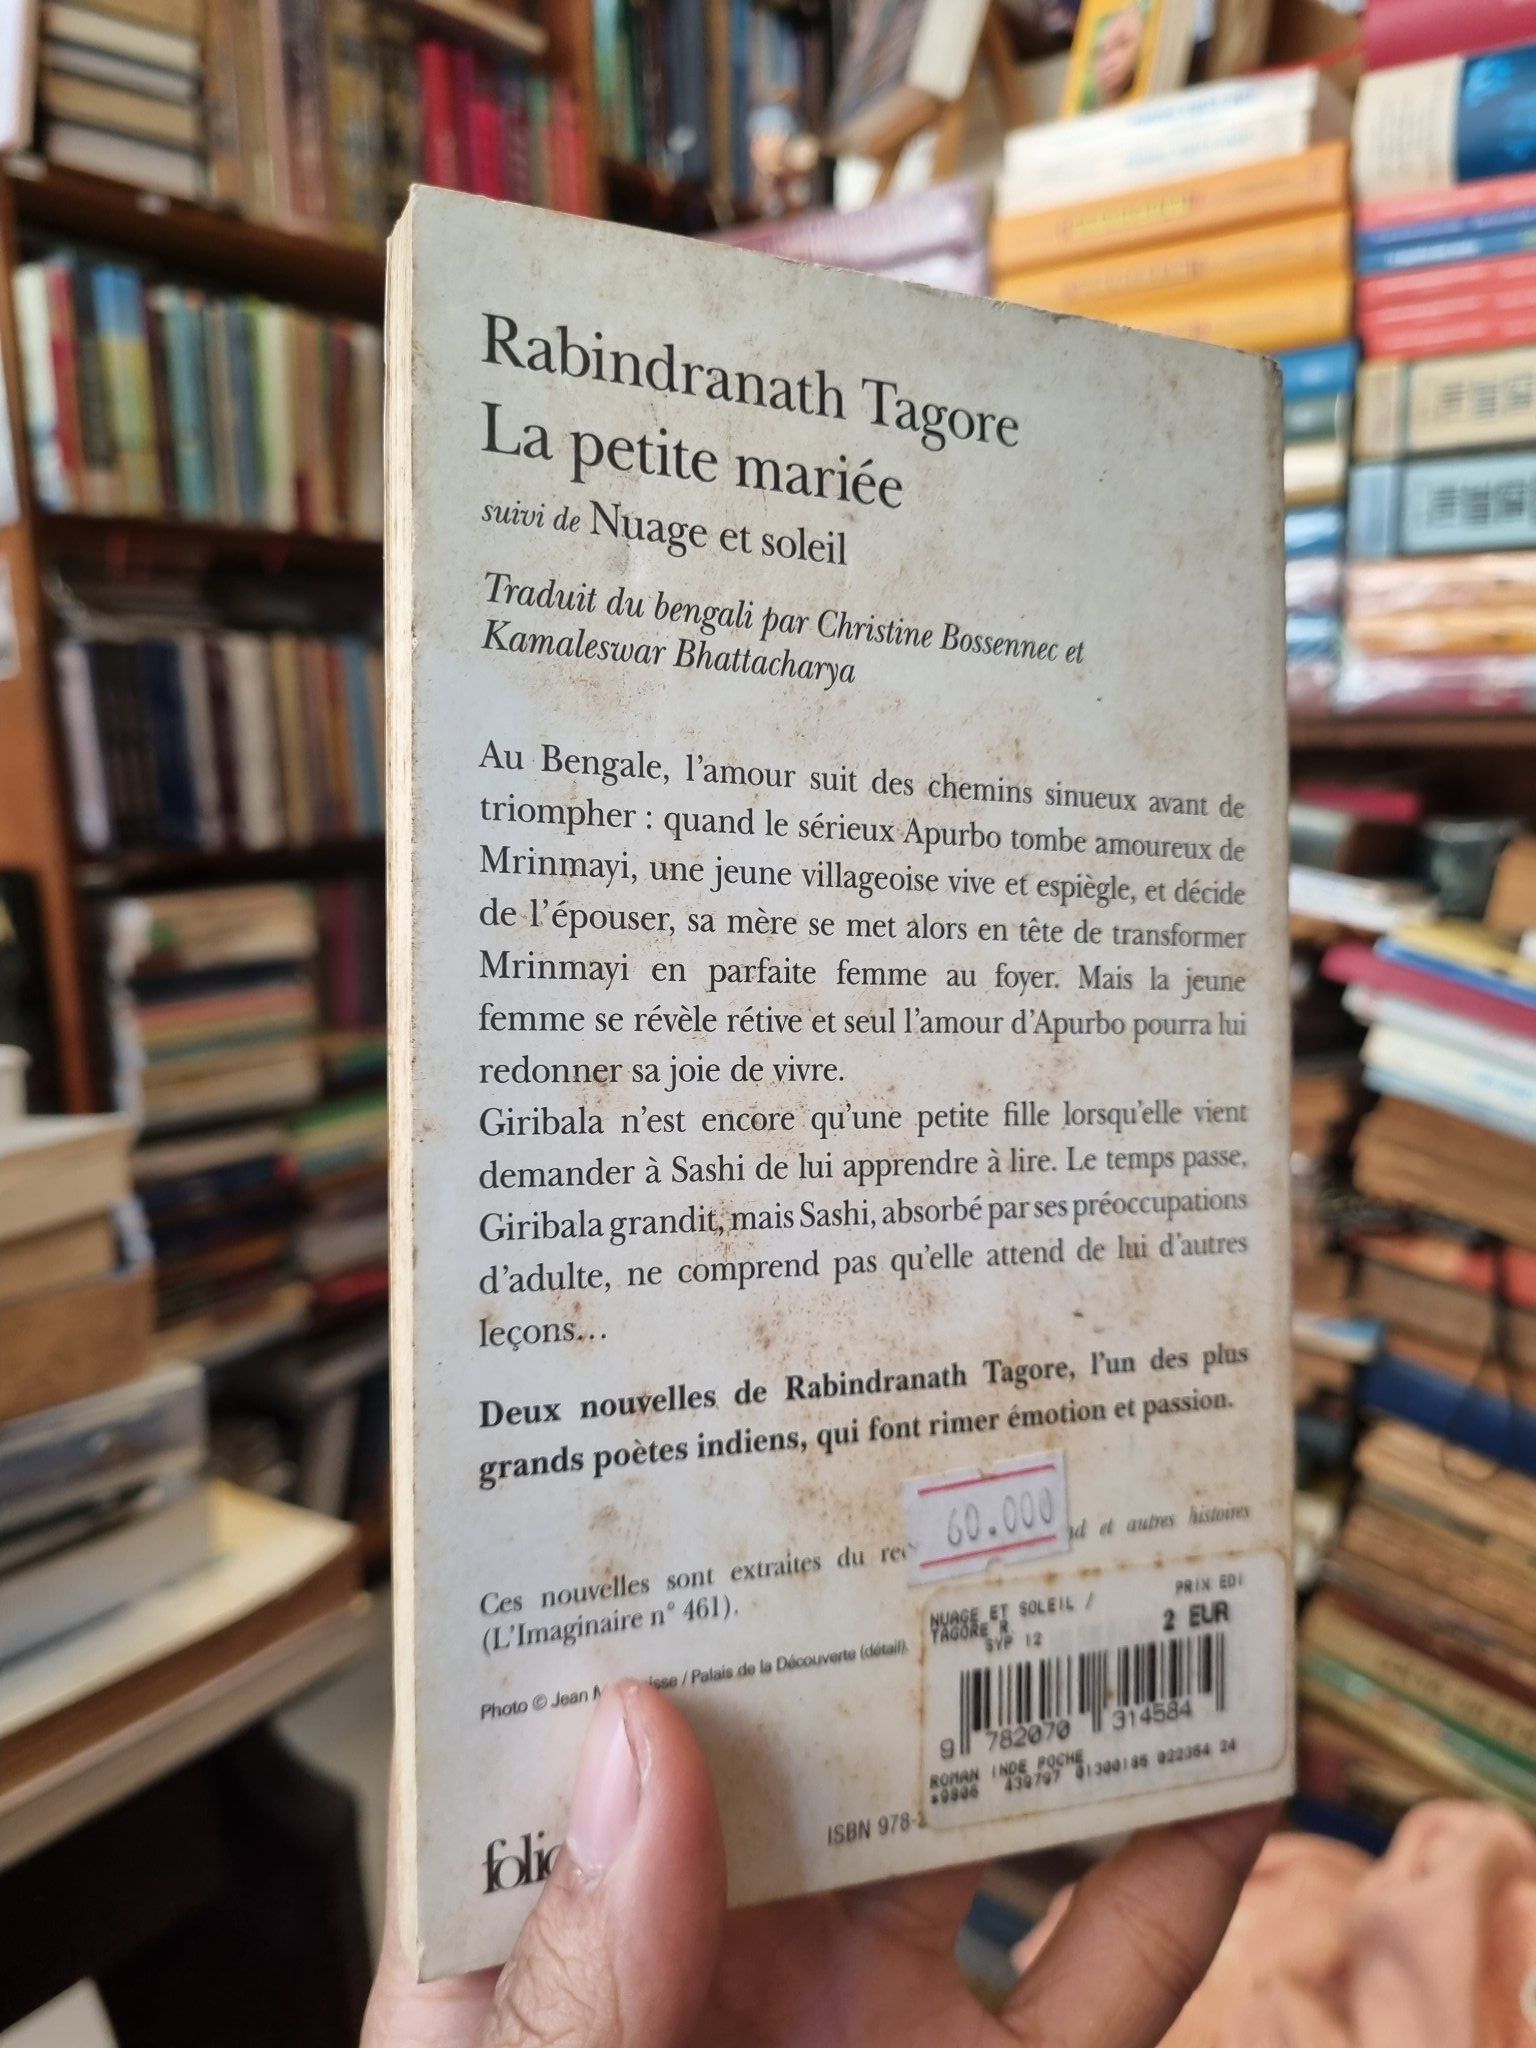 Rabindranath Tagore
La petite mariée
suivi de Nuage et soleil
Traduit du bengali par Christine Bossennec et
Kamaleswar Bhattacharya
Au Bengale, l'amour suit des chemins sinueux avant de
triompher : quand le sérieux Apurbo tombe amoureux de
Mrinmayi, une jeune villageoise vive et espiègle, et décide
de l'épouser, sa mère se met alors en tête de transformer
Mrinmayi en parfaite femme au foyer. Mais la jeune
femme se révèle rétive et seul l'amour d'Apurbo pourra lui
redonner sa joie de vivre.
Giribala n'est encore qu'une petite fille lorsqu'elle vient
demander à Sashi de lui apprendre à lire. Le temps passe,
Giribala grandit, mais Sashi, absorbé par ses préoccupations
d'adulte, ne comprend pas qu'elle attend de lui d'autres
leçons…
Deux nouvelles de Rabindranath Tagore, l'un des plus
grands poètes indiens, qui font rimer émotion et passion.
60.000
Ces nouvelles sont extraites du et autres histoires
(L'Imaginaire n° 461).
Photo © Jean / Palais de la Découverte (détail).
NUAGE ET SOLEIL / PRIX EDI
TAGORE R. 2 EUR
SYP 12
9 782070 314584
ROMAN INDE POCHE
439797 01300186 022364 24
ISBN 978-2